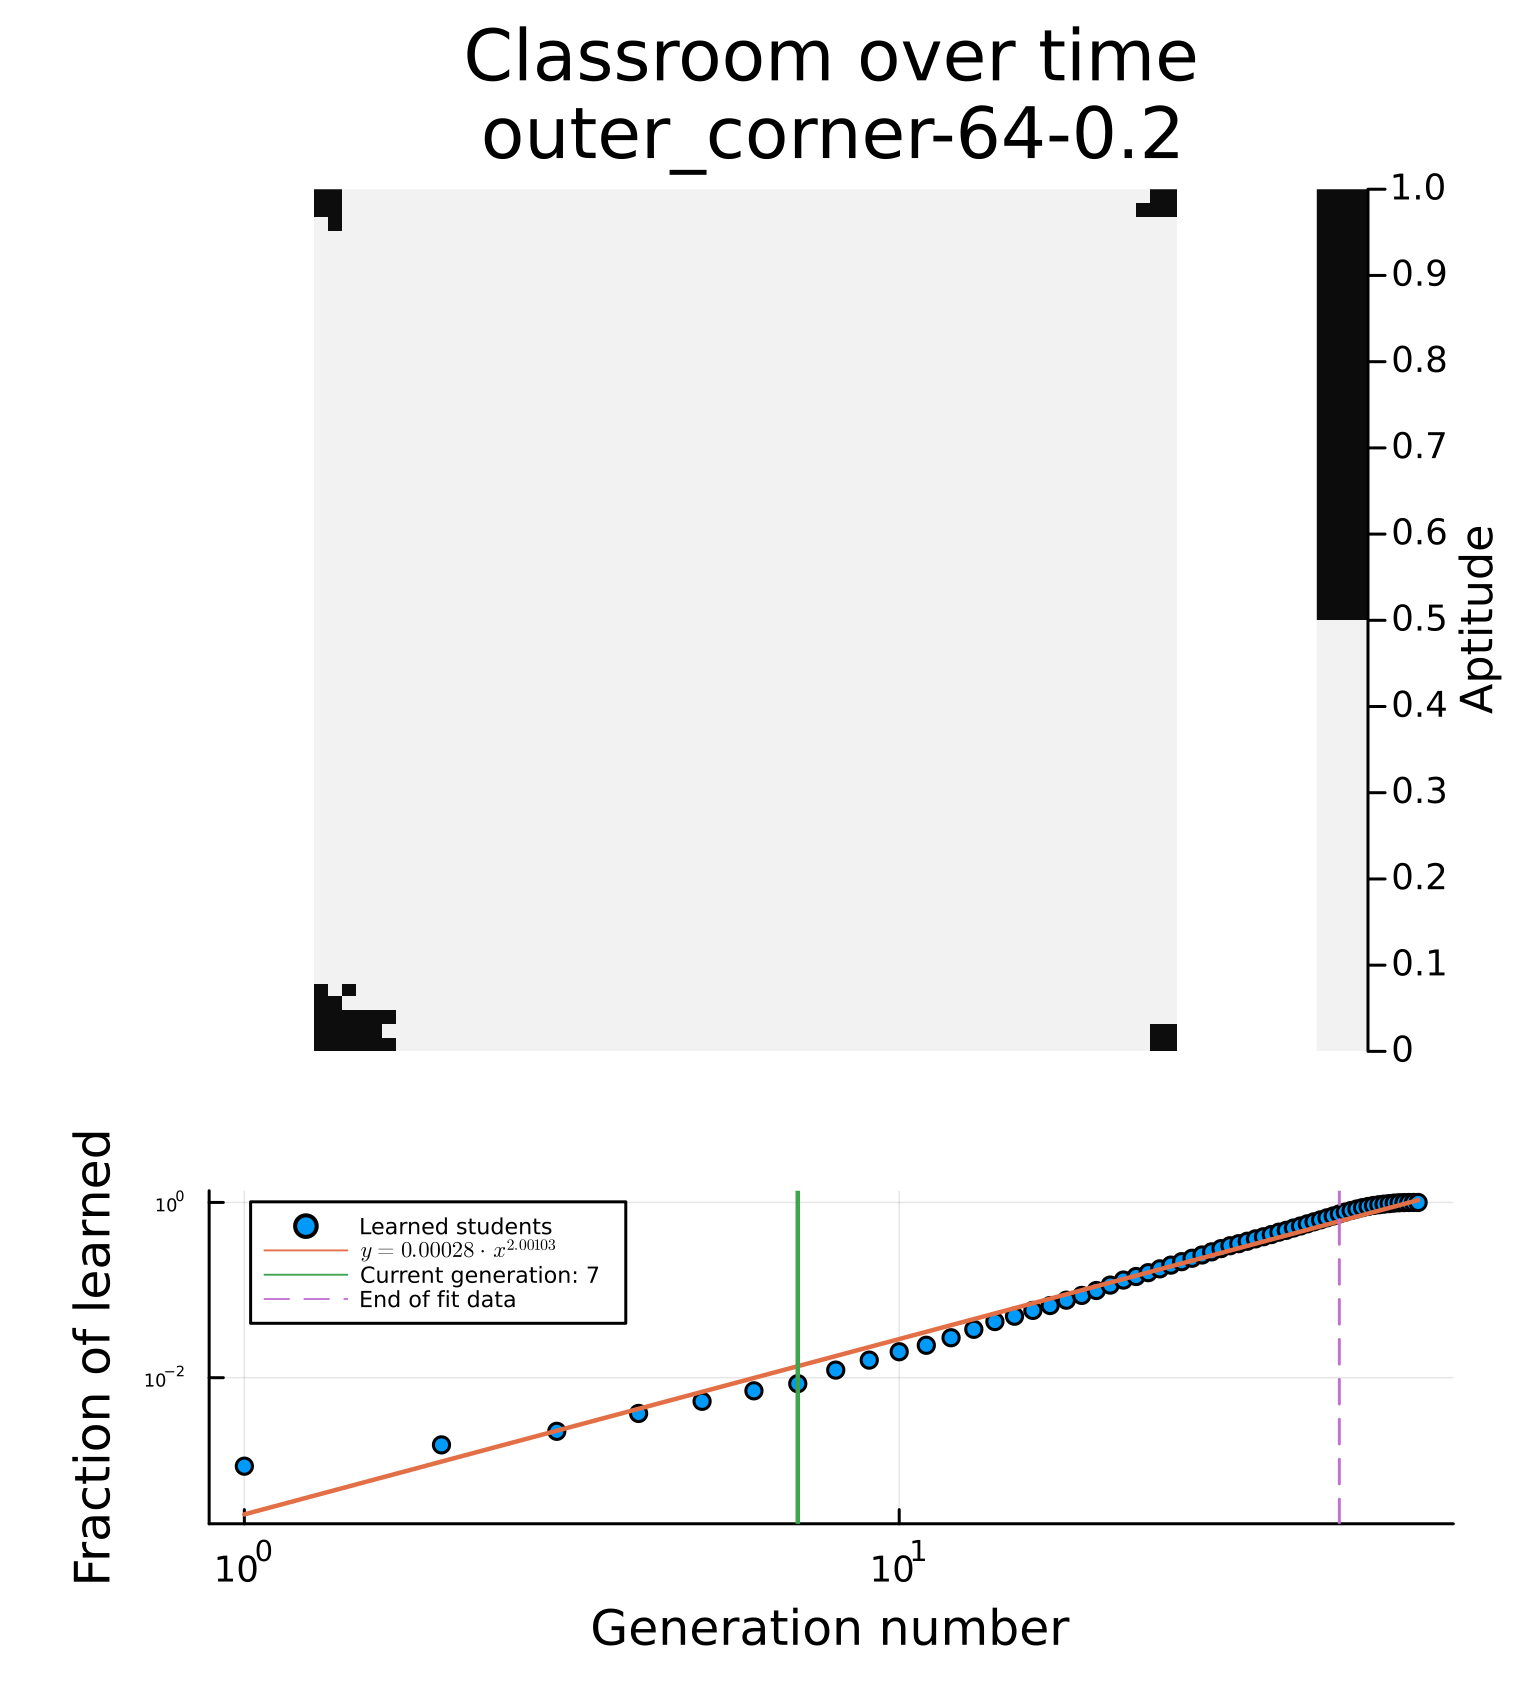 Classroom over time
outer_corner-64-0.2
1.0
0.9
0.8
0.7
0.6
0.5
0.4
0.3
0.2
0.1
0
Aptitude
Fraction of learned
10⁰
10⁻²
Learned students
y = 0.00028 · x^2.00103
Current generation: 7
End of fit data
10⁰
10¹
Generation number